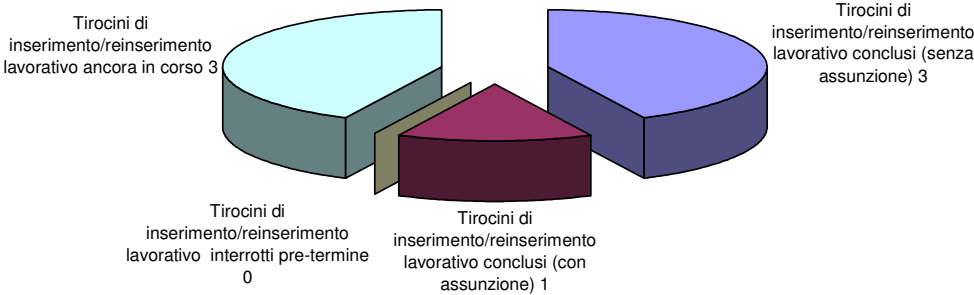 Tirocini di
inserimento/reinserimento
lavorativo ancora in corso 3
Tirocini di
inserimento/reinserimento
lavorativo conclusi (senza
assunzione) 3
Tirocini di
inserimento/reinserimento
lavorativo  interrotti pre-termine
0
Tirocini di
inserimento/reinserimento
lavorativo conclusi (con
assunzione) 1